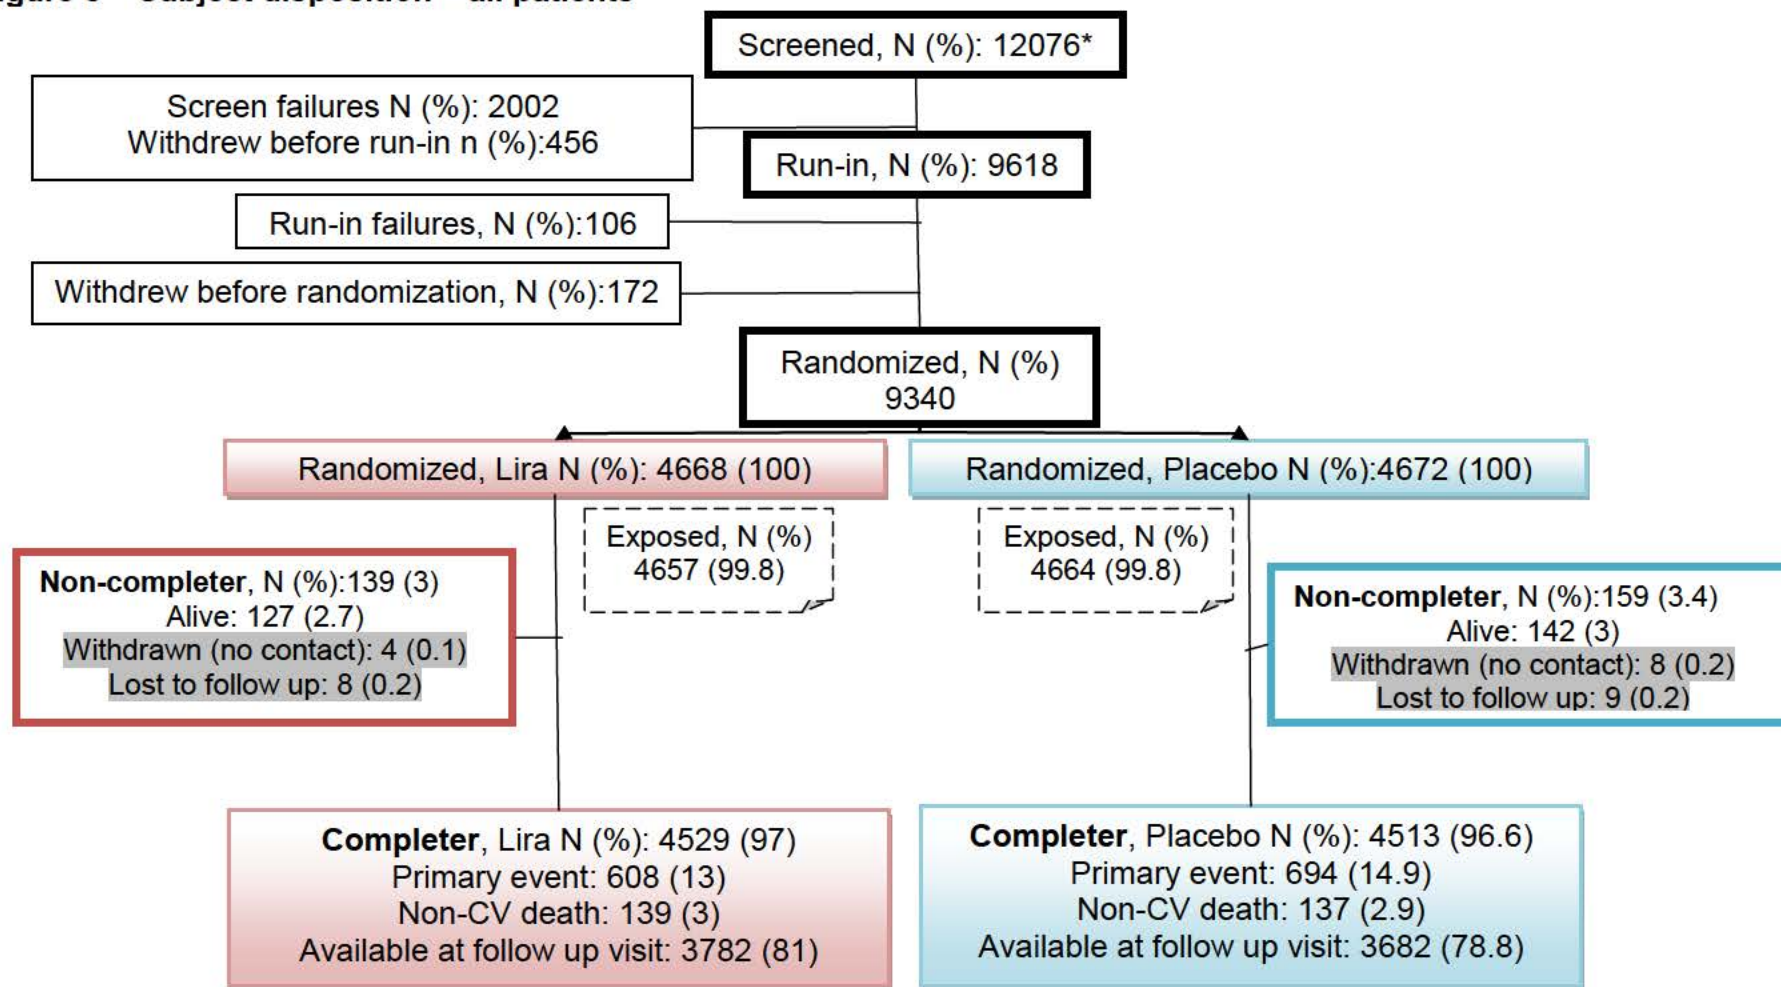 Subject disposition – all patients
Screened, N (%): 12076*
Screen failures N (%): 2002
Withdrew before run-in n (%):456
Run-in, N (%): 9618
Run-in failures, N (%):106
Withdrew before randomization, N (%):172
Randomized, N (%)
9340
Randomized, Lira N (%): 4668 (100)
Randomized, Placebo N (%):4672 (100)
Exposed, N (%)
4657 (99.8)
Exposed, N (%)
4664 (99.8)
Non-completer, N (%):139 (3)
Alive: 127 (2.7)
Withdrawn (no contact): 4 (0.1)
Lost to follow up: 8 (0.2)
Non-completer, N (%):159 (3.4)
Alive: 142 (3)
Withdrawn (no contact): 8 (0.2)
Lost to follow up: 9 (0.2)
Completer, Lira N (%): 4529 (97)
Primary event: 608 (13)
Non-CV death: 139 (3)
Available at follow up visit: 3782 (81)
Completer, Placebo N (%): 4513 (96.6)
Primary event: 694 (14.9)
Non-CV death: 137 (2.9)
Available at follow up visit: 3682 (78.8)